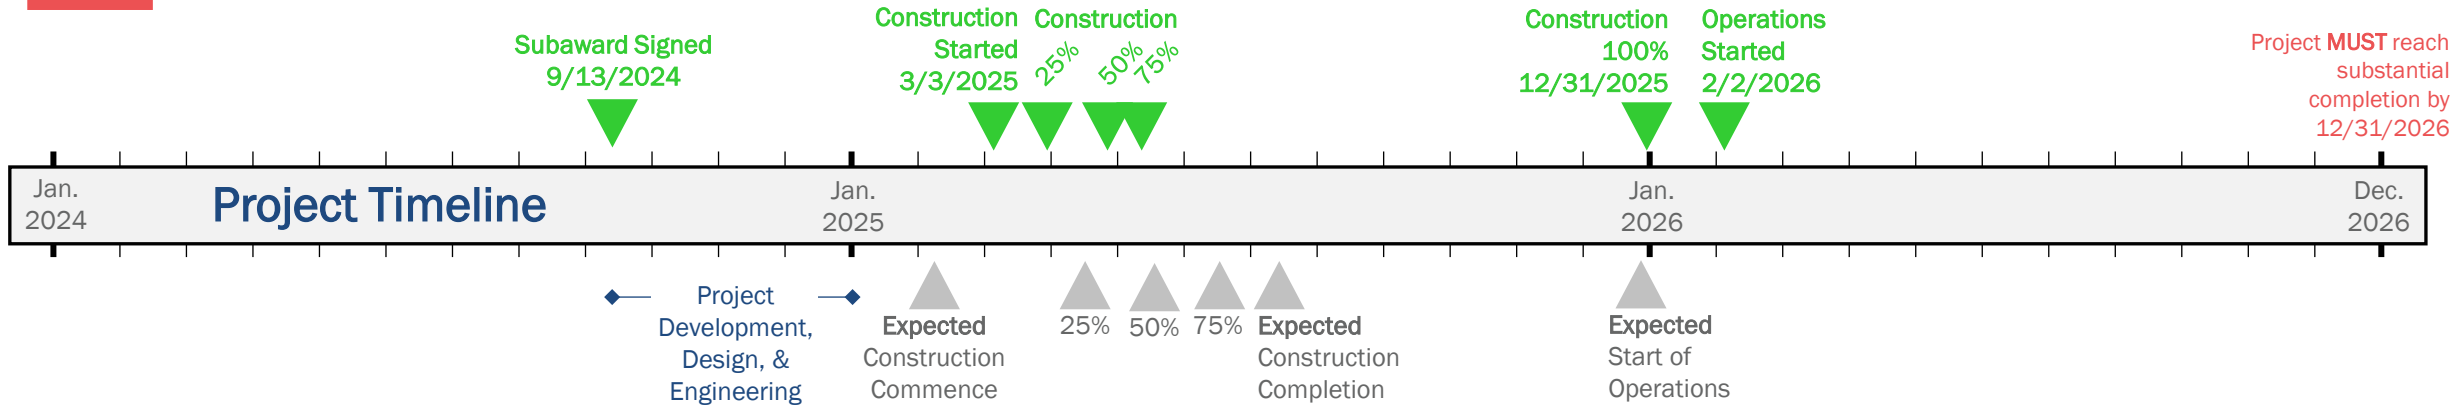 Subaward Signed
9/13/2024
Construction
Started
3/3/2025
Construction
25%
50%
75%
Construction
100%
12/31/2025
Operations
Started
2/2/2026
Project MUST reach
substantial
completion by
12/31/2026
Jan.
2024
Project Timeline
Jan.
2025
Jan.
2026
Dec.
2026
Project
Development,
Design, &
Engineering
Expected
Construction
Commence
25%
50%
75%
Expected
Construction
Completion
Expected
Start of
Operations